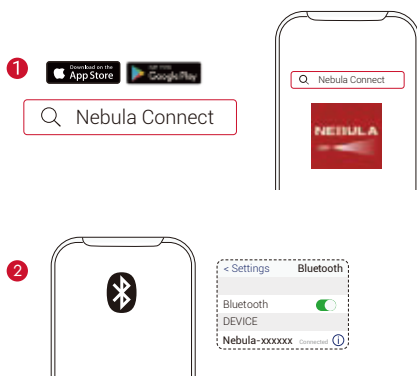 1
Download on the
App Store
GET IT ON
Google Play
Nebula Connect
Nebula Connect
NEBULA
2
< Settings Bluetooth
Bluetooth
DEVICE
Nebula-xxxxxx Connected i